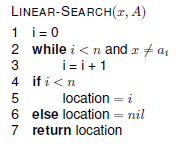 LINEAR-SEARCH(x, A)
1 i = 0
2 while i < n and x ≠ aᵢ
3 i = i + 1
4 if i < n
5 location = i
6 else location = nil
7 return location